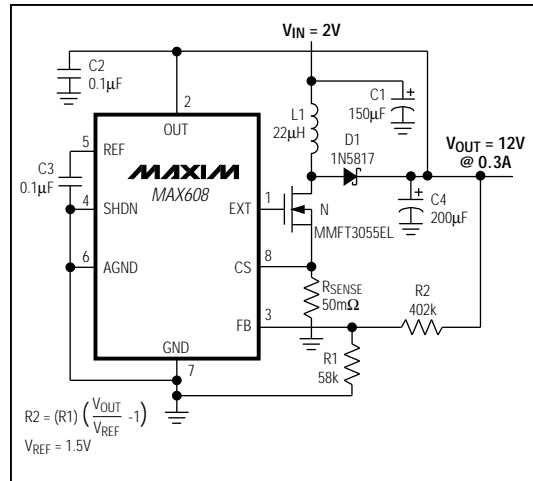 VIN = 2V
C2
0.1µF
C1
150µF
2
L1
22µH
OUT
D1
1N5817
VOUT = 12V
@ 0.3A
5
REF
MAXIM
MAX608
C3
0.1µF
4
SHDN
EXT
1
N
MMFT3055EL
C4
200µF
6
AGND
CS
8
RSENSE
50mΩ
R2
402k
FB
3
GND
7
R1
58k
R2 = (R1) (VOUT/VREF -1)
VREF = 1.5V